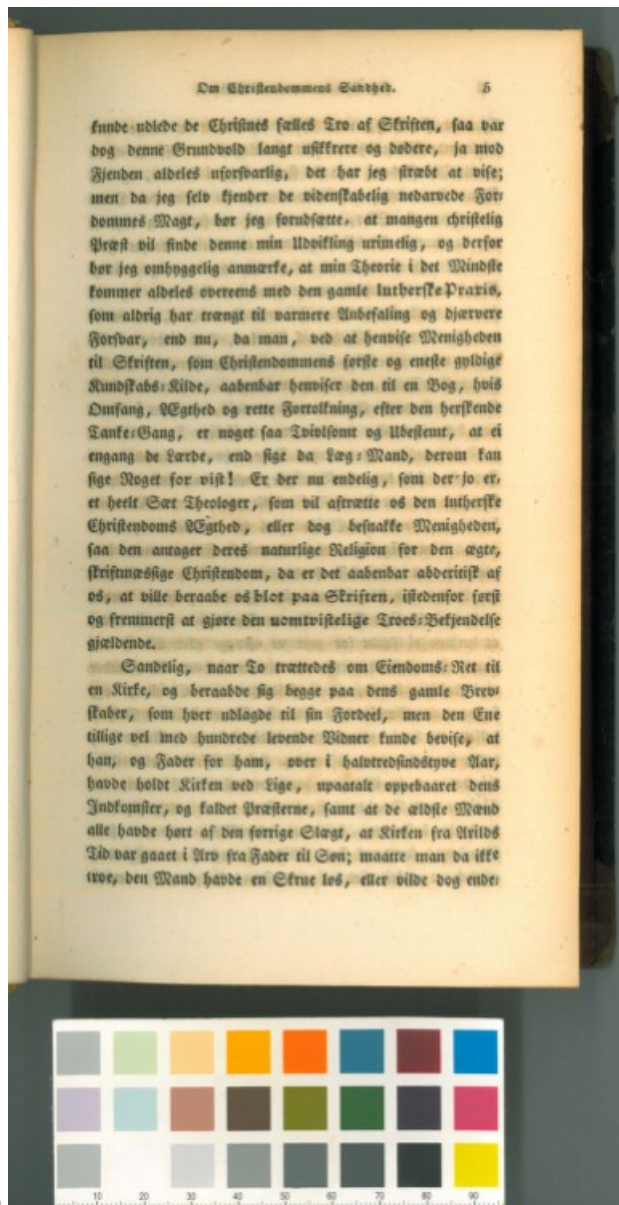 Om Christendommens Sandhed. 5
kunde udlede de Christnes fælles Tro af Skriften, saa var
dog denne Grundvold langt usikkrere og dødere, ja mod
Fjenden aldeles uforsvarlig, det har jeg stræbt at vise;
men da jeg selv kjender de videnskabelig nedarvede For-
dommes Magt, bør jeg forudsætte, at mangen christelig
Præst vil finde denne min Udvikling urimelig, og derfor
bør jeg omhyggelig anmærke, at min Theorie i det Mindste
kommer aldeles overeens med den gamle lutherske Praxis,
som aldrig har trængt til varmere Anbefaling og djærvere
Forsvar, end nu, da man, ved at henvise Menigheden
til Skriften, som Christendommens første og eneste gyldige
Kundskabs-Kilde, aabenbar henviser den til en Bog, hvis
Omfang, Ægthed og rette Fortolkning, efter den herskende
Tanke-Gang, er noget saa Tvivlsomt og Ubestemt, at ei
engang de Lærde, end sige da Læg-Mand, derom kan
sige Noget for vist! Er der nu endelig, som der jo er,
et heelt Sæt Theologer, som vil aftrætte os den lutherske
Christendoms Ægthed, eller dog besnakke Menigheden,
saa den antager deres naturlige Religion for den ægte,
skriftmæssige Christendom, da er det aabenbar abderitisk af
os, at ville beraabe os blot paa Skriften, istedenfor først
og fremmerst at gjøre den uomtvistelige Troes-Bekjendelse
gjældende.
Sandelig, naar To trættedes om Eiendoms-Ret til
en Kirke, og beraabde sig begge paa dens gamle Brev-
skaber, som hver udlagde til sin Fordeel, men den Ene
tillige vel med hundrede levende Vidner kunde bevise, at
han, og Fader for ham, over i halvtredsindstyve Aar,
havde holdt Kirken ved Lige, upaatalt oppebaaret dens
Indkomster, og kaldet Præsterne, samt at de ældste Mænd
alle havde hørt af den forrige Slægt, at Kirken fra Arilds
Tid var gaaet i Arv fra Fader til Søn; maatte man da ikke
troe, den Mand havde en Skrue løs, eller vilde dog ende-
10 20 30 40 50 60 70 80 90